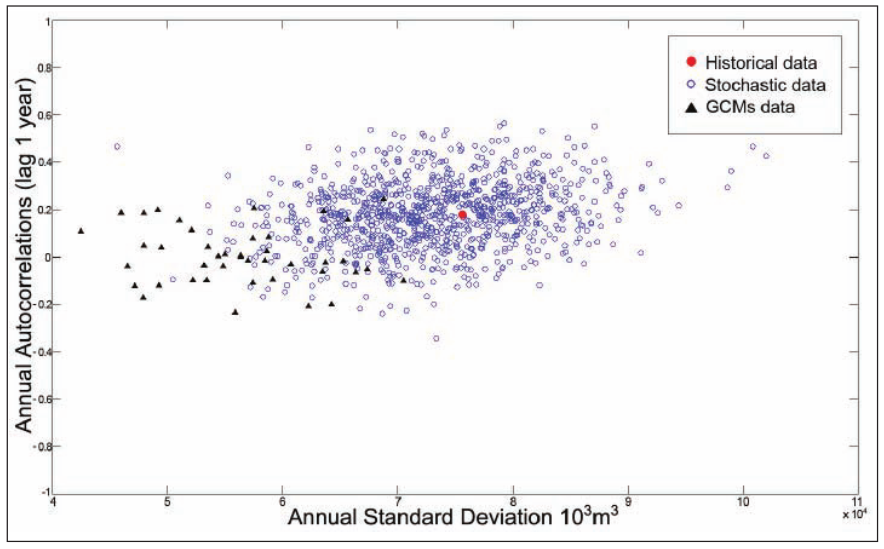 1
0.8
0.6
0.4
0.2
0
-0.2
-0.4
-0.6
-0.8
-1
Annual Autocorrelations (lag 1 year)
Historical data
Stochastic data
GCMs data
4 5 6 7 8 9 10 11
×10⁴
Annual Standard Deviation 10³m³